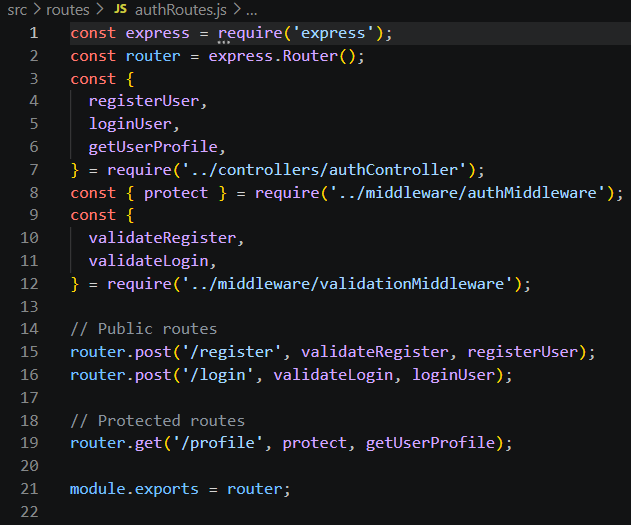 src > routes > JS authRoutes.js > ...
1 const express = require('express');
2 const router = express.Router();
3 const {
4   registerUser,
5   loginUser,
6   getUserProfile,
7 } = require('../controllers/authController');
8 const { protect } = require('../middleware/authMiddleware');
9 const {
10   validateRegister,
11   validateLogin,
12 } = require('../middleware/validationMiddleware');
13
14 // Public routes
15 router.post('/register', validateRegister, registerUser);
16 router.post('/login', validateLogin, loginUser);
17
18 // Protected routes
19 router.get('/profile', protect, getUserProfile);
20
21 module.exports = router;
22